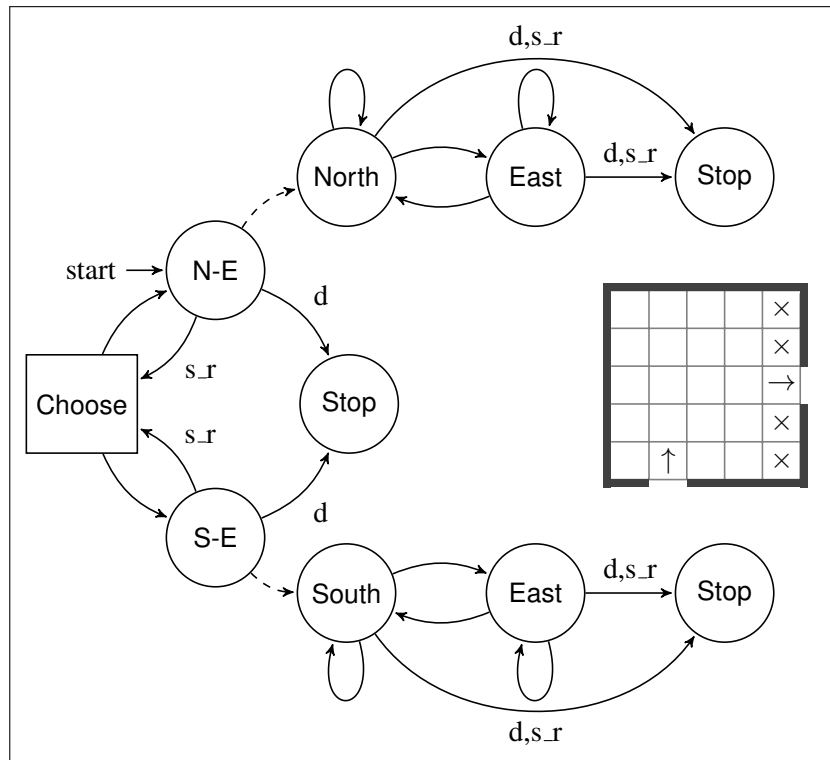 d,s_r
North
East
d,s_r
Stop
start
N-E
d
s_r
Choose
Stop
s_r
S-E
d
South
East
d,s_r
Stop
d,s_r
×
×
→
×
↑
×